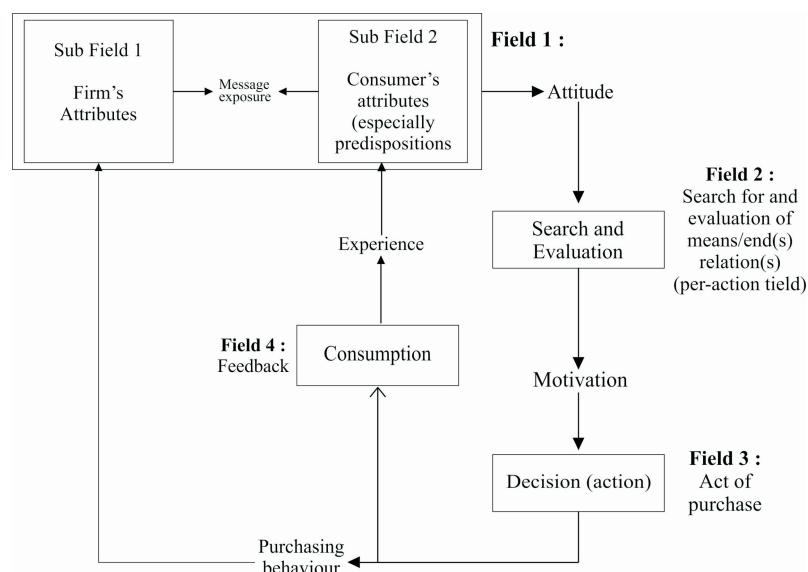 Sub Field 1
Firm's
Attributes
Message
exposure
Sub Field 2
Consumer's
attributes
(especially
predispositions
Field 1 :
Attitude
Field 2 :
Search for and
evaluation of
means/end(s)
relation(s)
(per-action tield)
Search and
Evaluation
Experience
Field 4 :
Feedback
Consumption
Motivation
Decision (action)
Field 3 :
Act of
purchase
Purchasing
behaviour